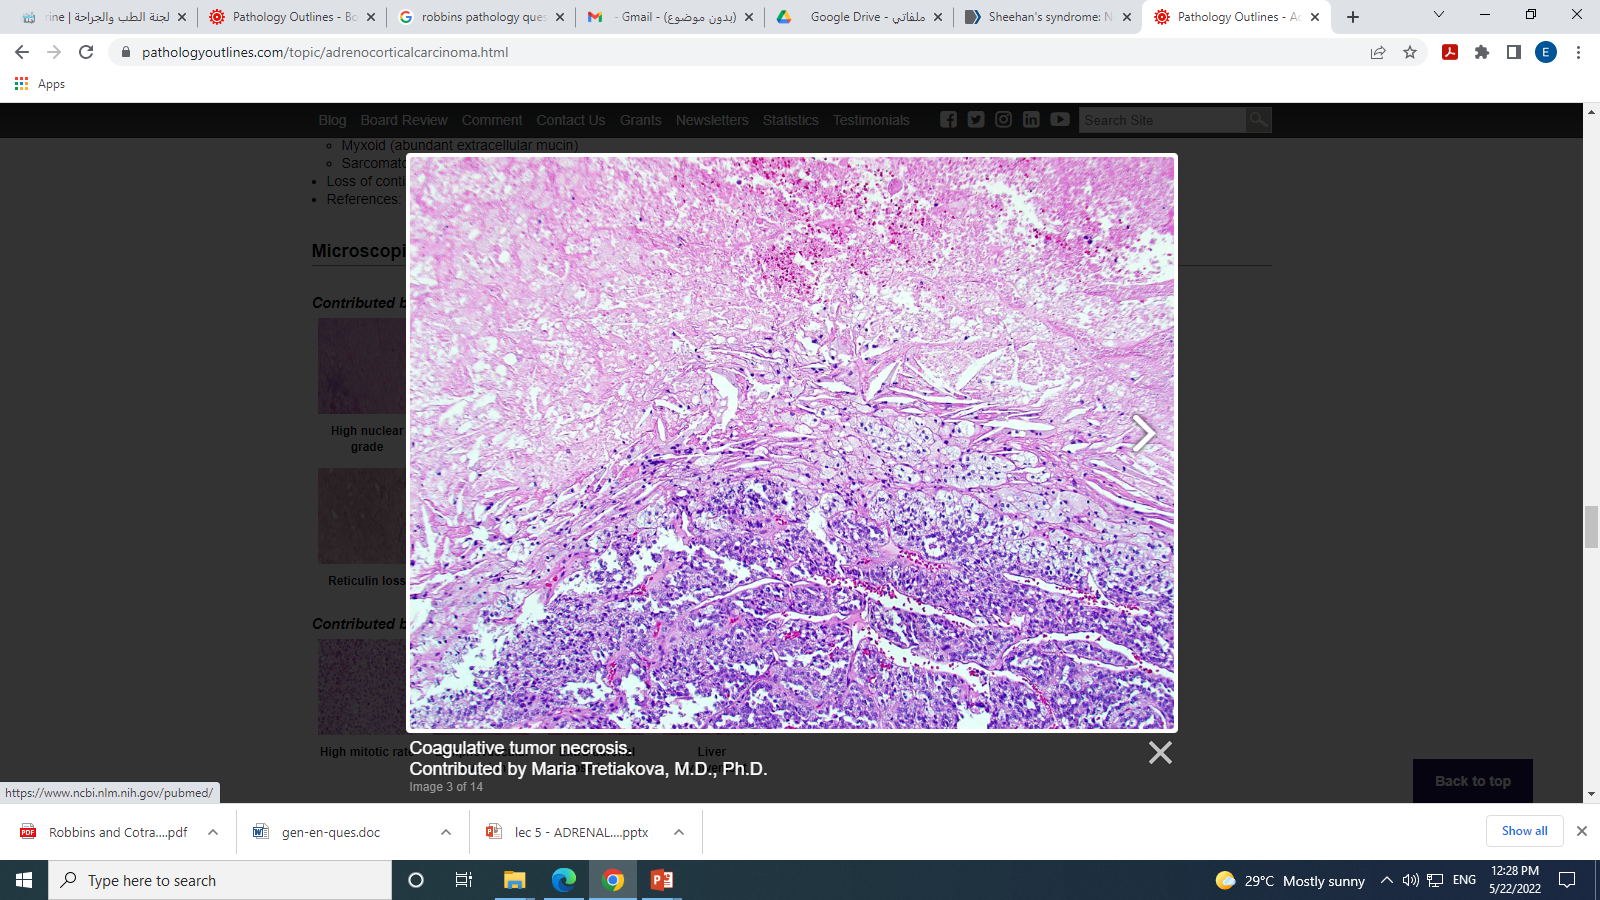 لجنة الطب والجراحة | rine
Pathology Outlines - Bo
robbins pathology ques
(بدون موضوع) - Gmail -
ملفاتي - Google Drive
Sheehan's syndrome: N
Pathology Outlines - Ad
pathologyoutlines.com/topic/adrenocorticalcarcinoma.html
E
Apps
Blog Board Review Comment Contact Us Grants Newsletters Statistics Testimonials
Search Site
Myxoid (abundant extracellular mucin)
Sarcomato
Loss of conti
References:
Microscopi
Contributed b
High nuclear
grade
Reticulin loss
Contributed b
High mitotic rat
Liver
Coagulative tumor necrosis.
Contributed by Maria Tretiakova, M.D., Ph.D.
Image 3 of 14
Back to top
https://www.ncbi.nlm.nih.gov/pubmed/
PDF Robbins and Cotra....pdf
gen-en-ques.doc
lec 5 - ADRENAL....pptx
Show all
Type here to search
29°C Mostly sunny
ENG
12:28 PM
5/22/2022